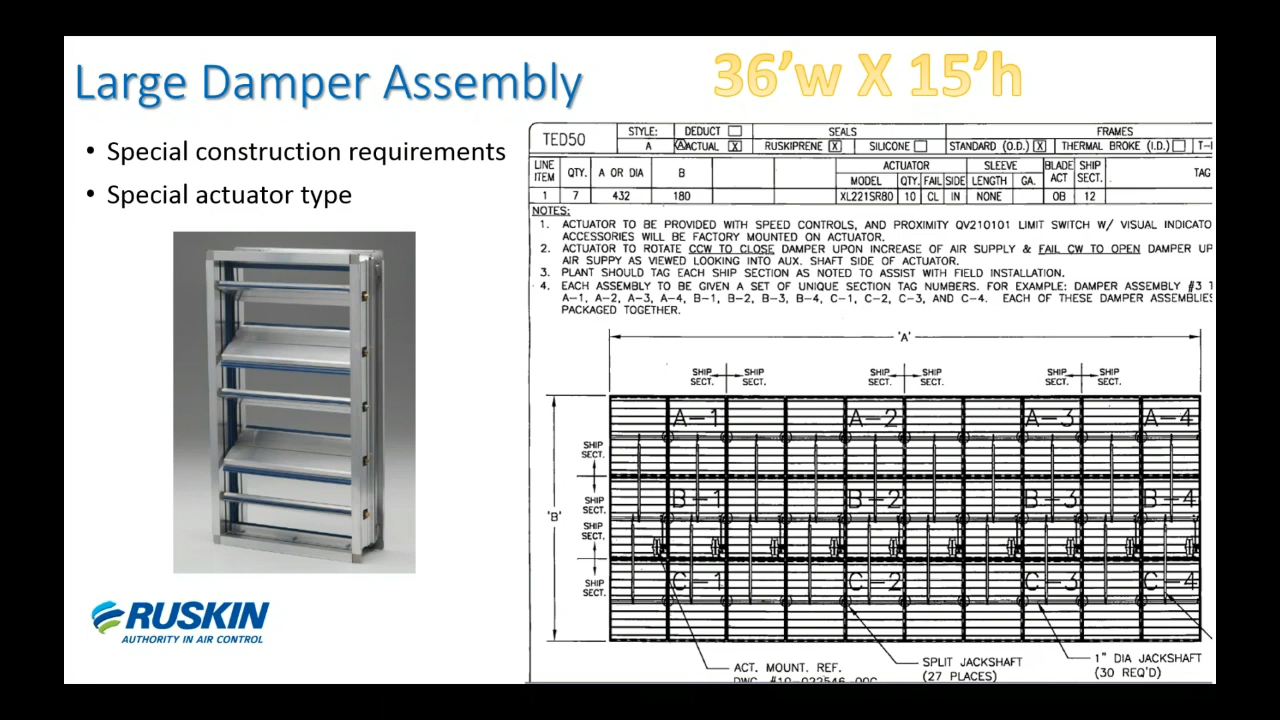 Large Damper Assembly
36’w X 15’h
• Special construction requirements
• Special actuator type
RUSKIN
AUTHORITY IN AIR CONTROL
TED50
STYLE:
A
DEDUCT
ACTUAL X
SEALS
RUSKIPRENE X SILICONE
FRAMES
STANDARD (O.D.) X THERMAL BROKE (I.D.)
LINE ITEM QTY. A OR DIA B ACTUATOR SLEEVE BLADE ACT SHIP SECT. TAG
MODEL QTY. FAIL SIDE LENGTH GA.
1 7 432 180 XL221SR80 10 CL IN NONE OB 12
NOTES:
1. ACTUATOR TO BE PROVIDED WITH SPEED CONTROLS, AND PROXIMITY QV210101 LIMIT SWITCH W/ VISUAL INDICATO
ACCESSORIES WILL BE FACTORY MOUNTED ON ACTUATOR.
2. ACTUATOR TO ROTATE CCW TO CLOSE DAMPER UPON INCREASE OF AIR SUPPLY & FAIL CW TO OPEN DAMPER UP
AIR SUPPY AS VIEWED LOOKING INTO AUX. SHAFT SIDE OF ACTUATOR.
3. PLANT SHOULD TAG EACH SHIP SECTION AS NOTED TO ASSIST WITH FIELD INSTALLATION.
4. EACH ASSEMBLY TO BE GIVEN A SET OF UNIQUE SECTION TAG NUMBERS. FOR EXAMPLE: DAMPER ASSEMBLY #3
A-1, A-2, A-3, A-4, B-1, B-2, B-3, B-4, C-1, C-2, C-3, AND C-4. EACH OF THESE DAMPER ASSEMBLIES
PACKAGED TOGETHER.
'A'
SHIP SECT. SHIP SECT. SHIP SECT. SHIP SECT. SHIP SECT. SHIP SECT.
A-1 A-2 A-3 A-4
SHIP SECT.
SHIP SECT.
B-1 B-2 B-3 B-4
'B'
SHIP SECT.
SHIP SECT.
C-1 C-2 C-3 C-4
ACT. MOUNT. REF.
SPLIT JACKSHAFT
(27 PLACES)
1" DIA JACKSHAFT
(30 REQ'D)